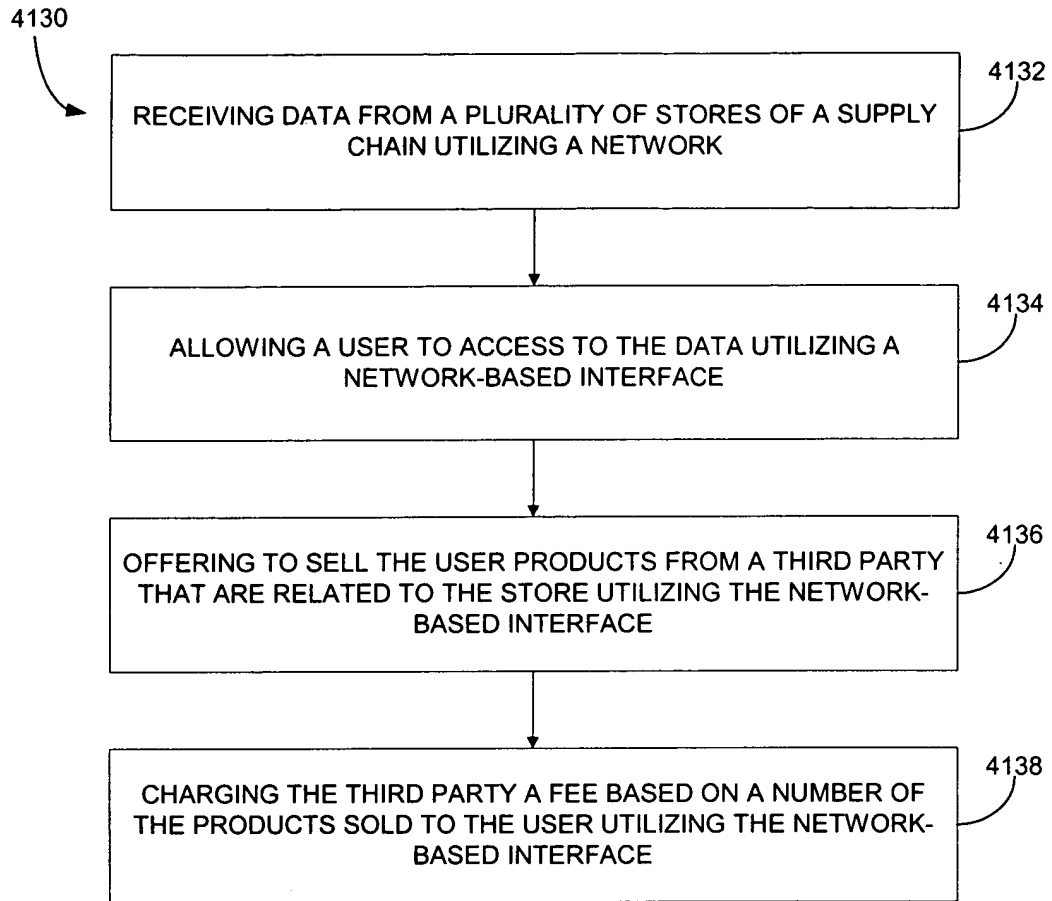 4130
4132
RECEIVING DATA FROM A PLURALITY OF STORES OF A SUPPLY
CHAIN UTILIZING A NETWORK
4134
ALLOWING A USER TO ACCESS TO THE DATA UTILIZING A
NETWORK-BASED INTERFACE
4136
OFFERING TO SELL THE USER PRODUCTS FROM A THIRD PARTY
THAT ARE RELATED TO THE STORE UTILIZING THE NETWORK-
BASED INTERFACE
4138
CHARGING THE THIRD PARTY A FEE BASED ON A NUMBER OF
THE PRODUCTS SOLD TO THE USER UTILIZING THE NETWORK-
BASED INTERFACE